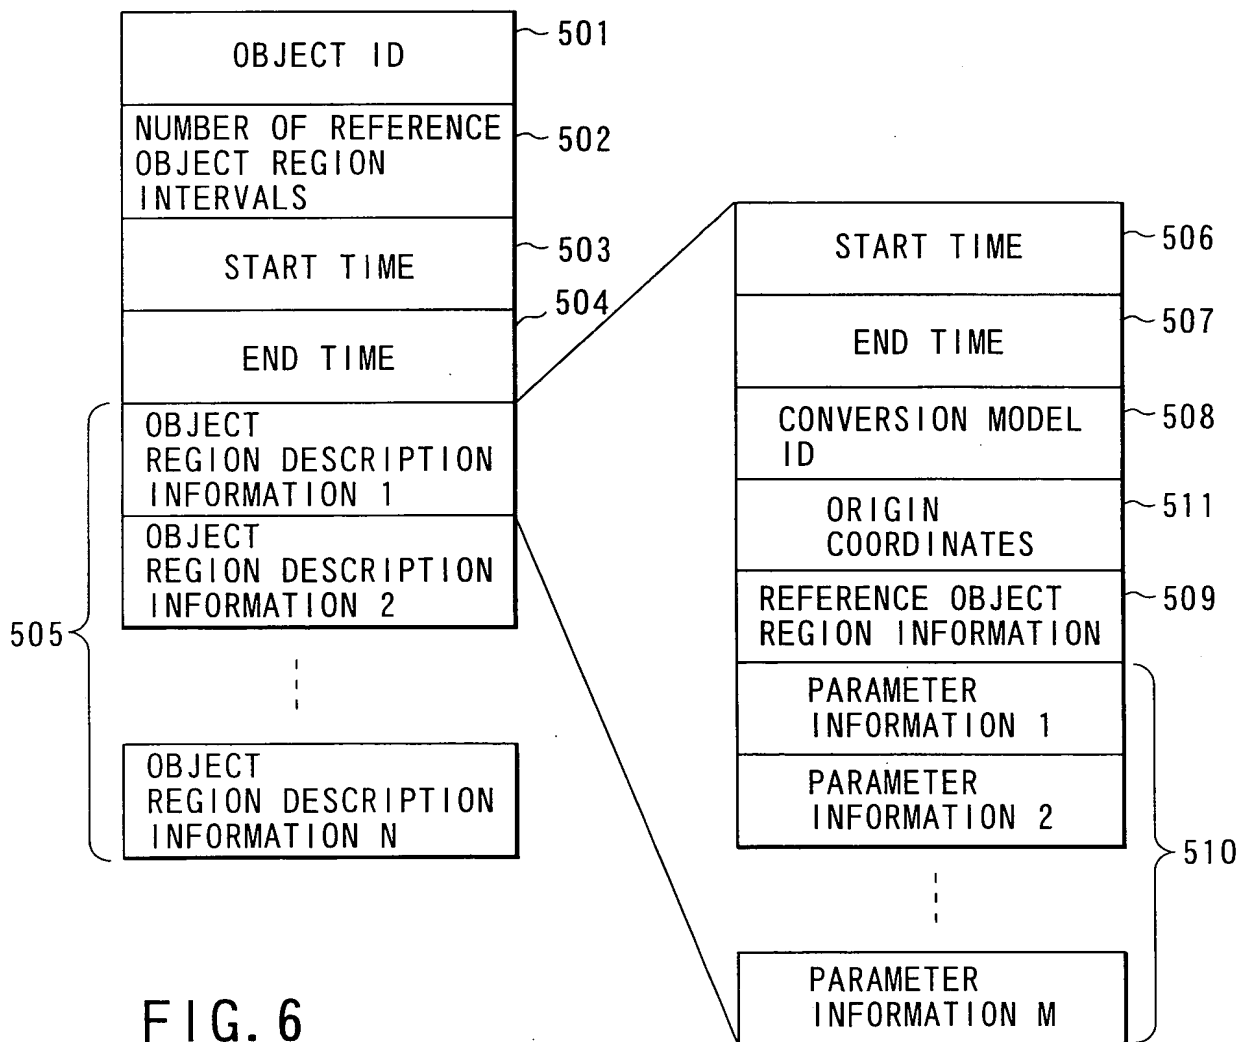 OBJECT ID
501
NUMBER OF REFERENCE
OBJECT REGION
INTERVALS
502
START TIME
503
END TIME
504
OBJECT
REGION DESCRIPTION
INFORMATION 1
OBJECT
REGION DESCRIPTION
INFORMATION 2
OBJECT
REGION DESCRIPTION
INFORMATION N
505
START TIME
506
END TIME
507
CONVERSION MODEL
ID
508
ORIGIN
COORDINATES
511
REFERENCE OBJECT
REGION INFORMATION
509
PARAMETER
INFORMATION 1
PARAMETER
INFORMATION 2
PARAMETER
INFORMATION M
510
FIG. 6